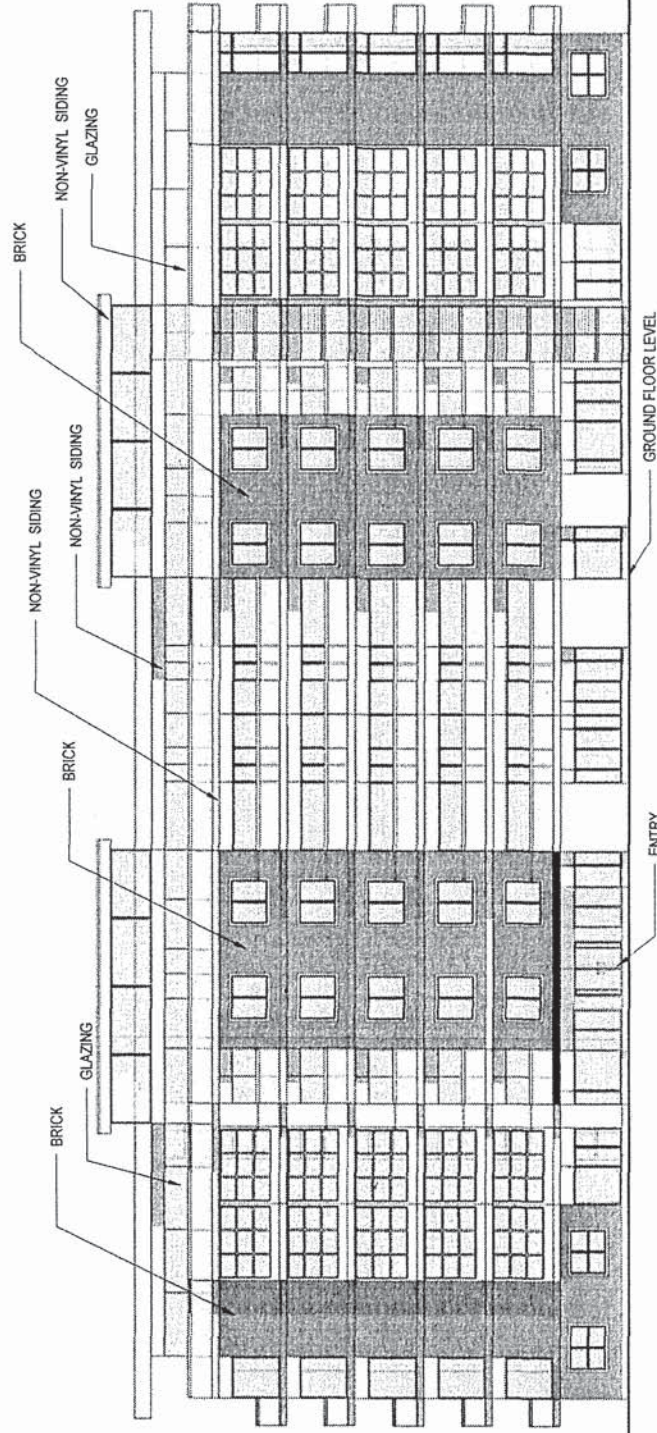 BRICK
GLAZING
BRICK
NON-VINYL SIDING
NON-VINYL SIDING
BRICK
NON-VINYL SIDING
GLAZING
ENTRY
GROUND FLOOR LEVEL